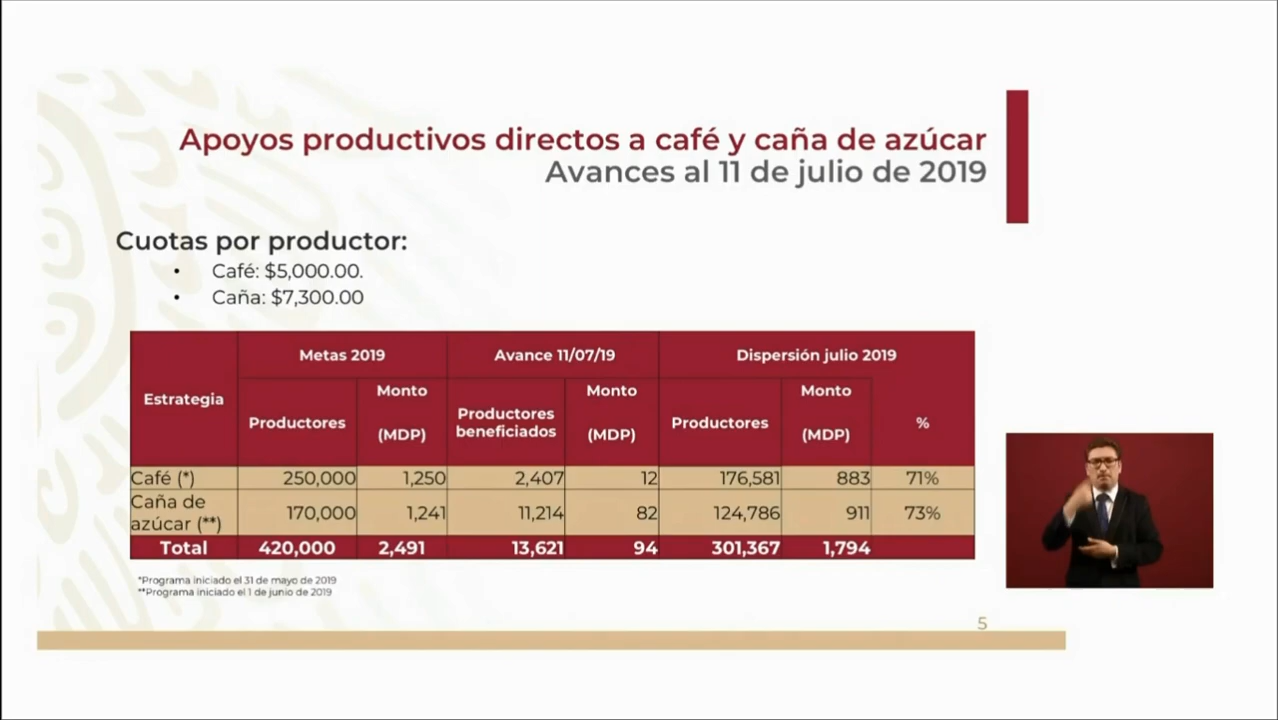 Apoyos productivos directos a café y caña de azúcar
Avances al 11 de julio de 2019
Cuotas por productor:
• Café: $5,000.00.
• Caña: $7,300.00
Estrategia Metas 2019 Avance 11/07/19 Dispersión julio 2019
Productores Monto (MDP) Productores beneficiados Monto (MDP) Productores Monto (MDP) %
Café (*) 250,000 1,250 2,407 12 176,581 883 71%
Caña de azúcar (**) 170,000 1,241 11,214 82 124,786 911 73%
Total 420,000 2,491 13,621 94 301,367 1,794
*Programa iniciado el 31 de mayo de 2019
**Programa iniciado el 1 de junio de 2019
5